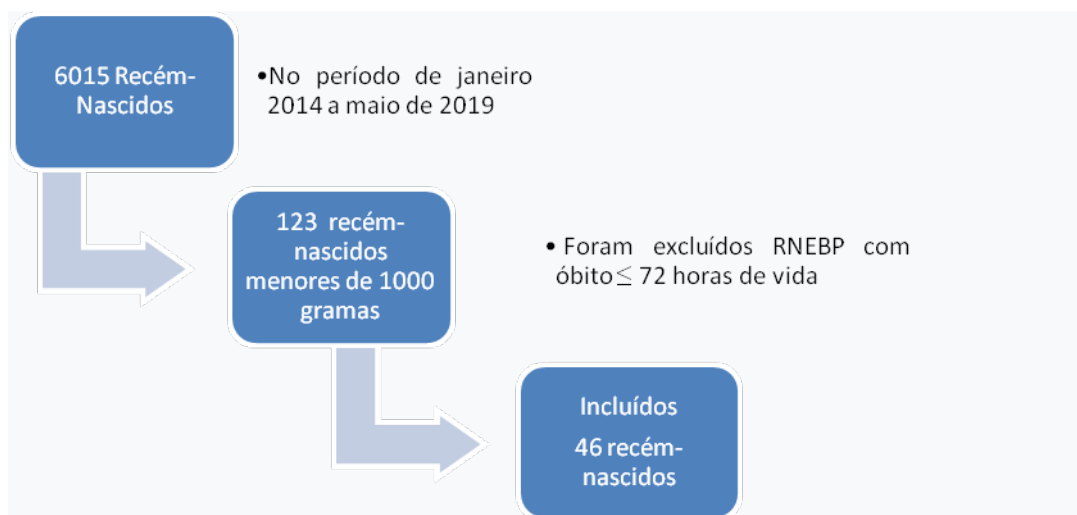 6015 Recém-
Nascidos
•No período de janeiro
2014 a maio de 2019
123 recém-
nascidos
menores de 1000
gramas
• Foram excluídos RNEBP com
óbito ≤ 72 horas de vida
Incluídos
46 recém-
nascidos